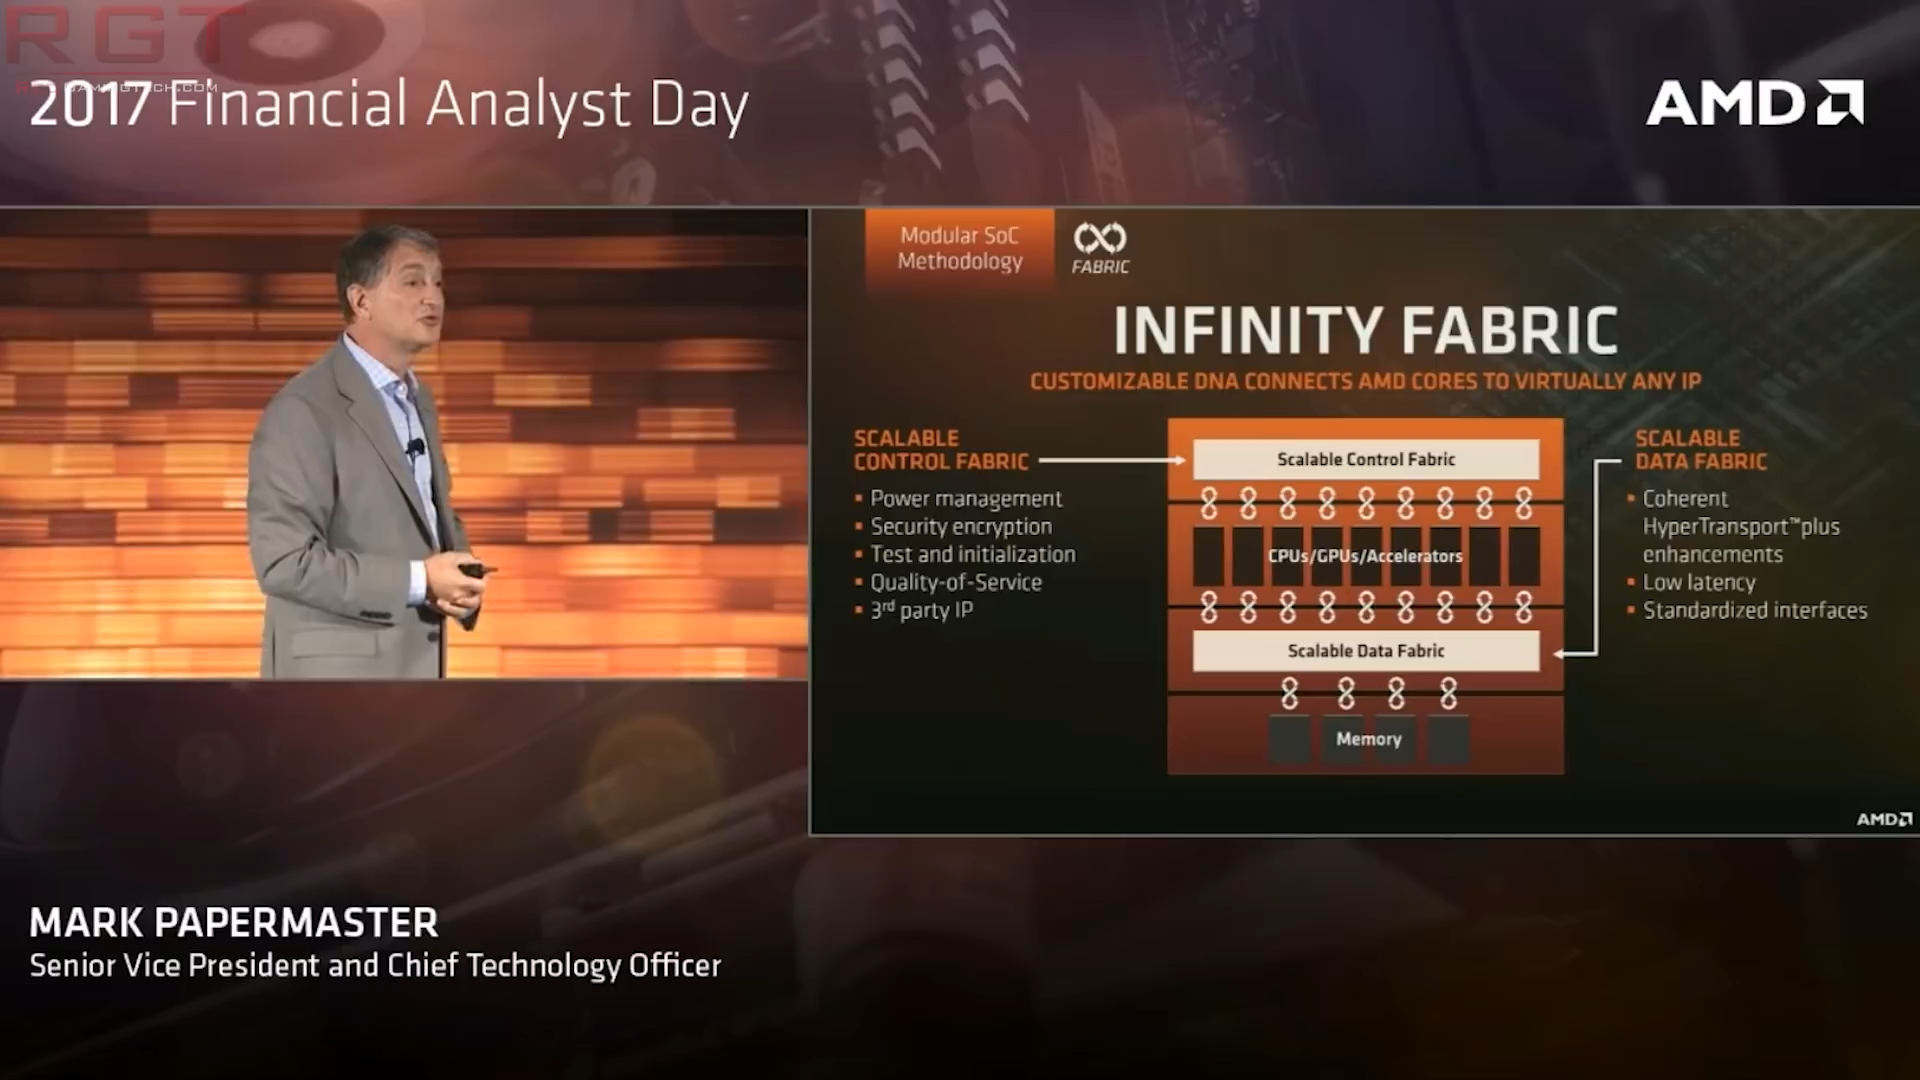 RGT
2017 Financial Analyst Day
AMD
Modular SoC
Methodology
FABRIC
INFINITY FABRIC
CUSTOMIZABLE DNA CONNECTS AMD CORES TO VIRTUALLY ANY IP
SCALABLE
CONTROL FABRIC
Power management
Security encryption
Test and initialization
Quality-of-Service
3rd party IP
Scalable Control Fabric
CPUs/GPUs/Accelerators
Scalable Data Fabric
Memory
SCALABLE
DATA FABRIC
Coherent
HyperTransport™plus
enhancements
Low latency
Standardized interfaces
AMD
MARK PAPERMASTER
Senior Vice President and Chief Technology Officer